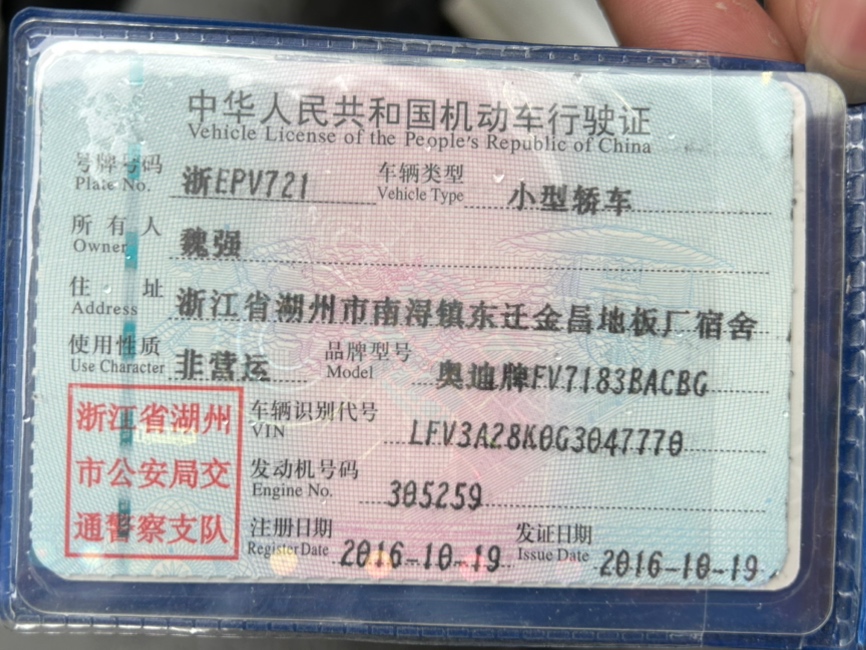 中华人民共和国机动车行驶证
Vehicle License of the People's Republic of China
号牌号码 浙EPV721 车辆类型 小型轿车
Plate No. Vehicle Type
所有人 魏强
Owner
住址 浙江省湖州市南浔镇东迁金昌地板厂宿舍
Address
使用性质 非营运 品牌型号 奥迪牌FV7183BACBG
Use Character Model
浙江省湖州
市公安局交
通警察支队
车辆识别代号 LFV3A28K0G3047770
VIN
发动机号码 305259
Engine No.
注册日期 2016-10-19 发证日期 2016-10-19
Register Date Issue Date